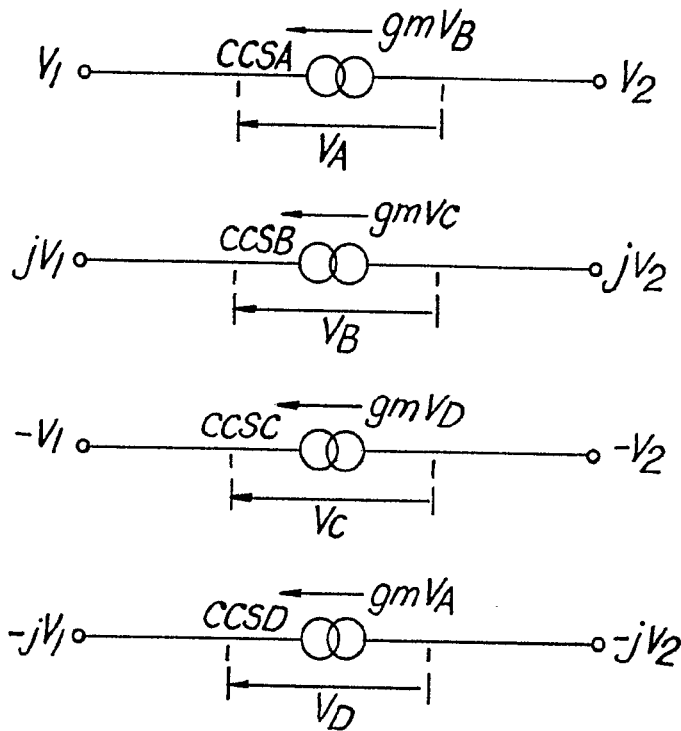 gmVB
V1 CCSA V2
VA
gmVC
jV1 CCSB jV2
VB
gmVD
-V1 CCSC -V2
VC
gmVA
-jV1 CCSD -jV2
VD